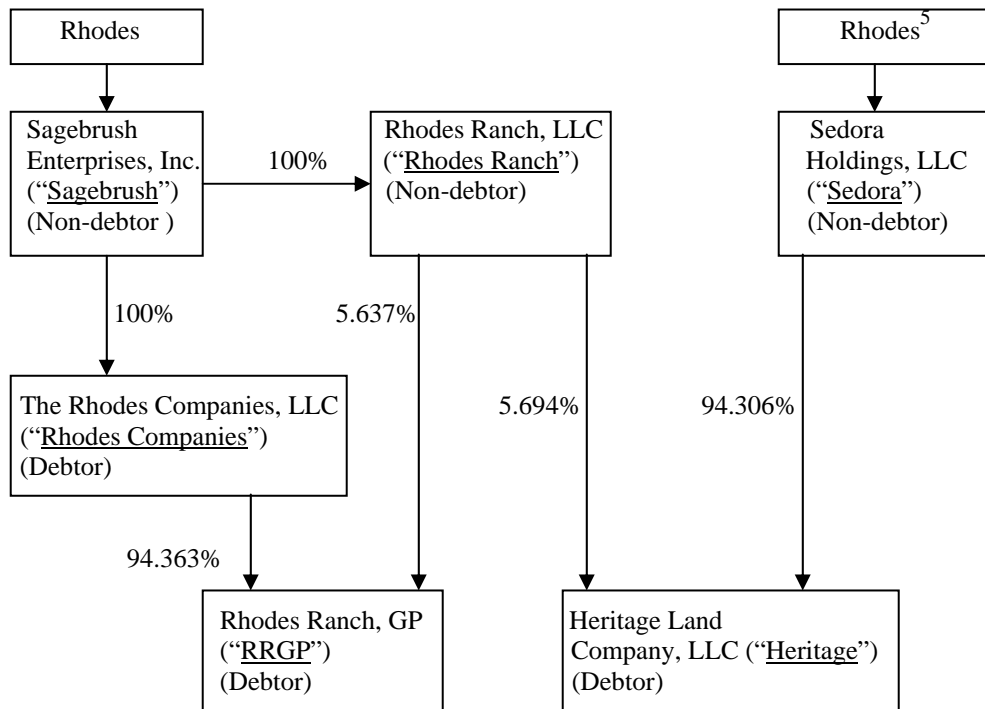 Rhodes
Rhodes5
Sagebrush
Enterprises, Inc.
(“Sagebrush”)
(Non-debtor )
100%
Rhodes Ranch, LLC
(“Rhodes Ranch”)
(Non-debtor)
Sedora
Holdings, LLC
(“Sedora”)
(Non-debtor)
100%
5.637%
The Rhodes Companies, LLC
(“Rhodes Companies”)
(Debtor)
5.694%
94.306%
94.363%
Rhodes Ranch, GP
(“RRGP”)
(Debtor)
Heritage Land
Company, LLC (“Heritage”)
(Debtor)